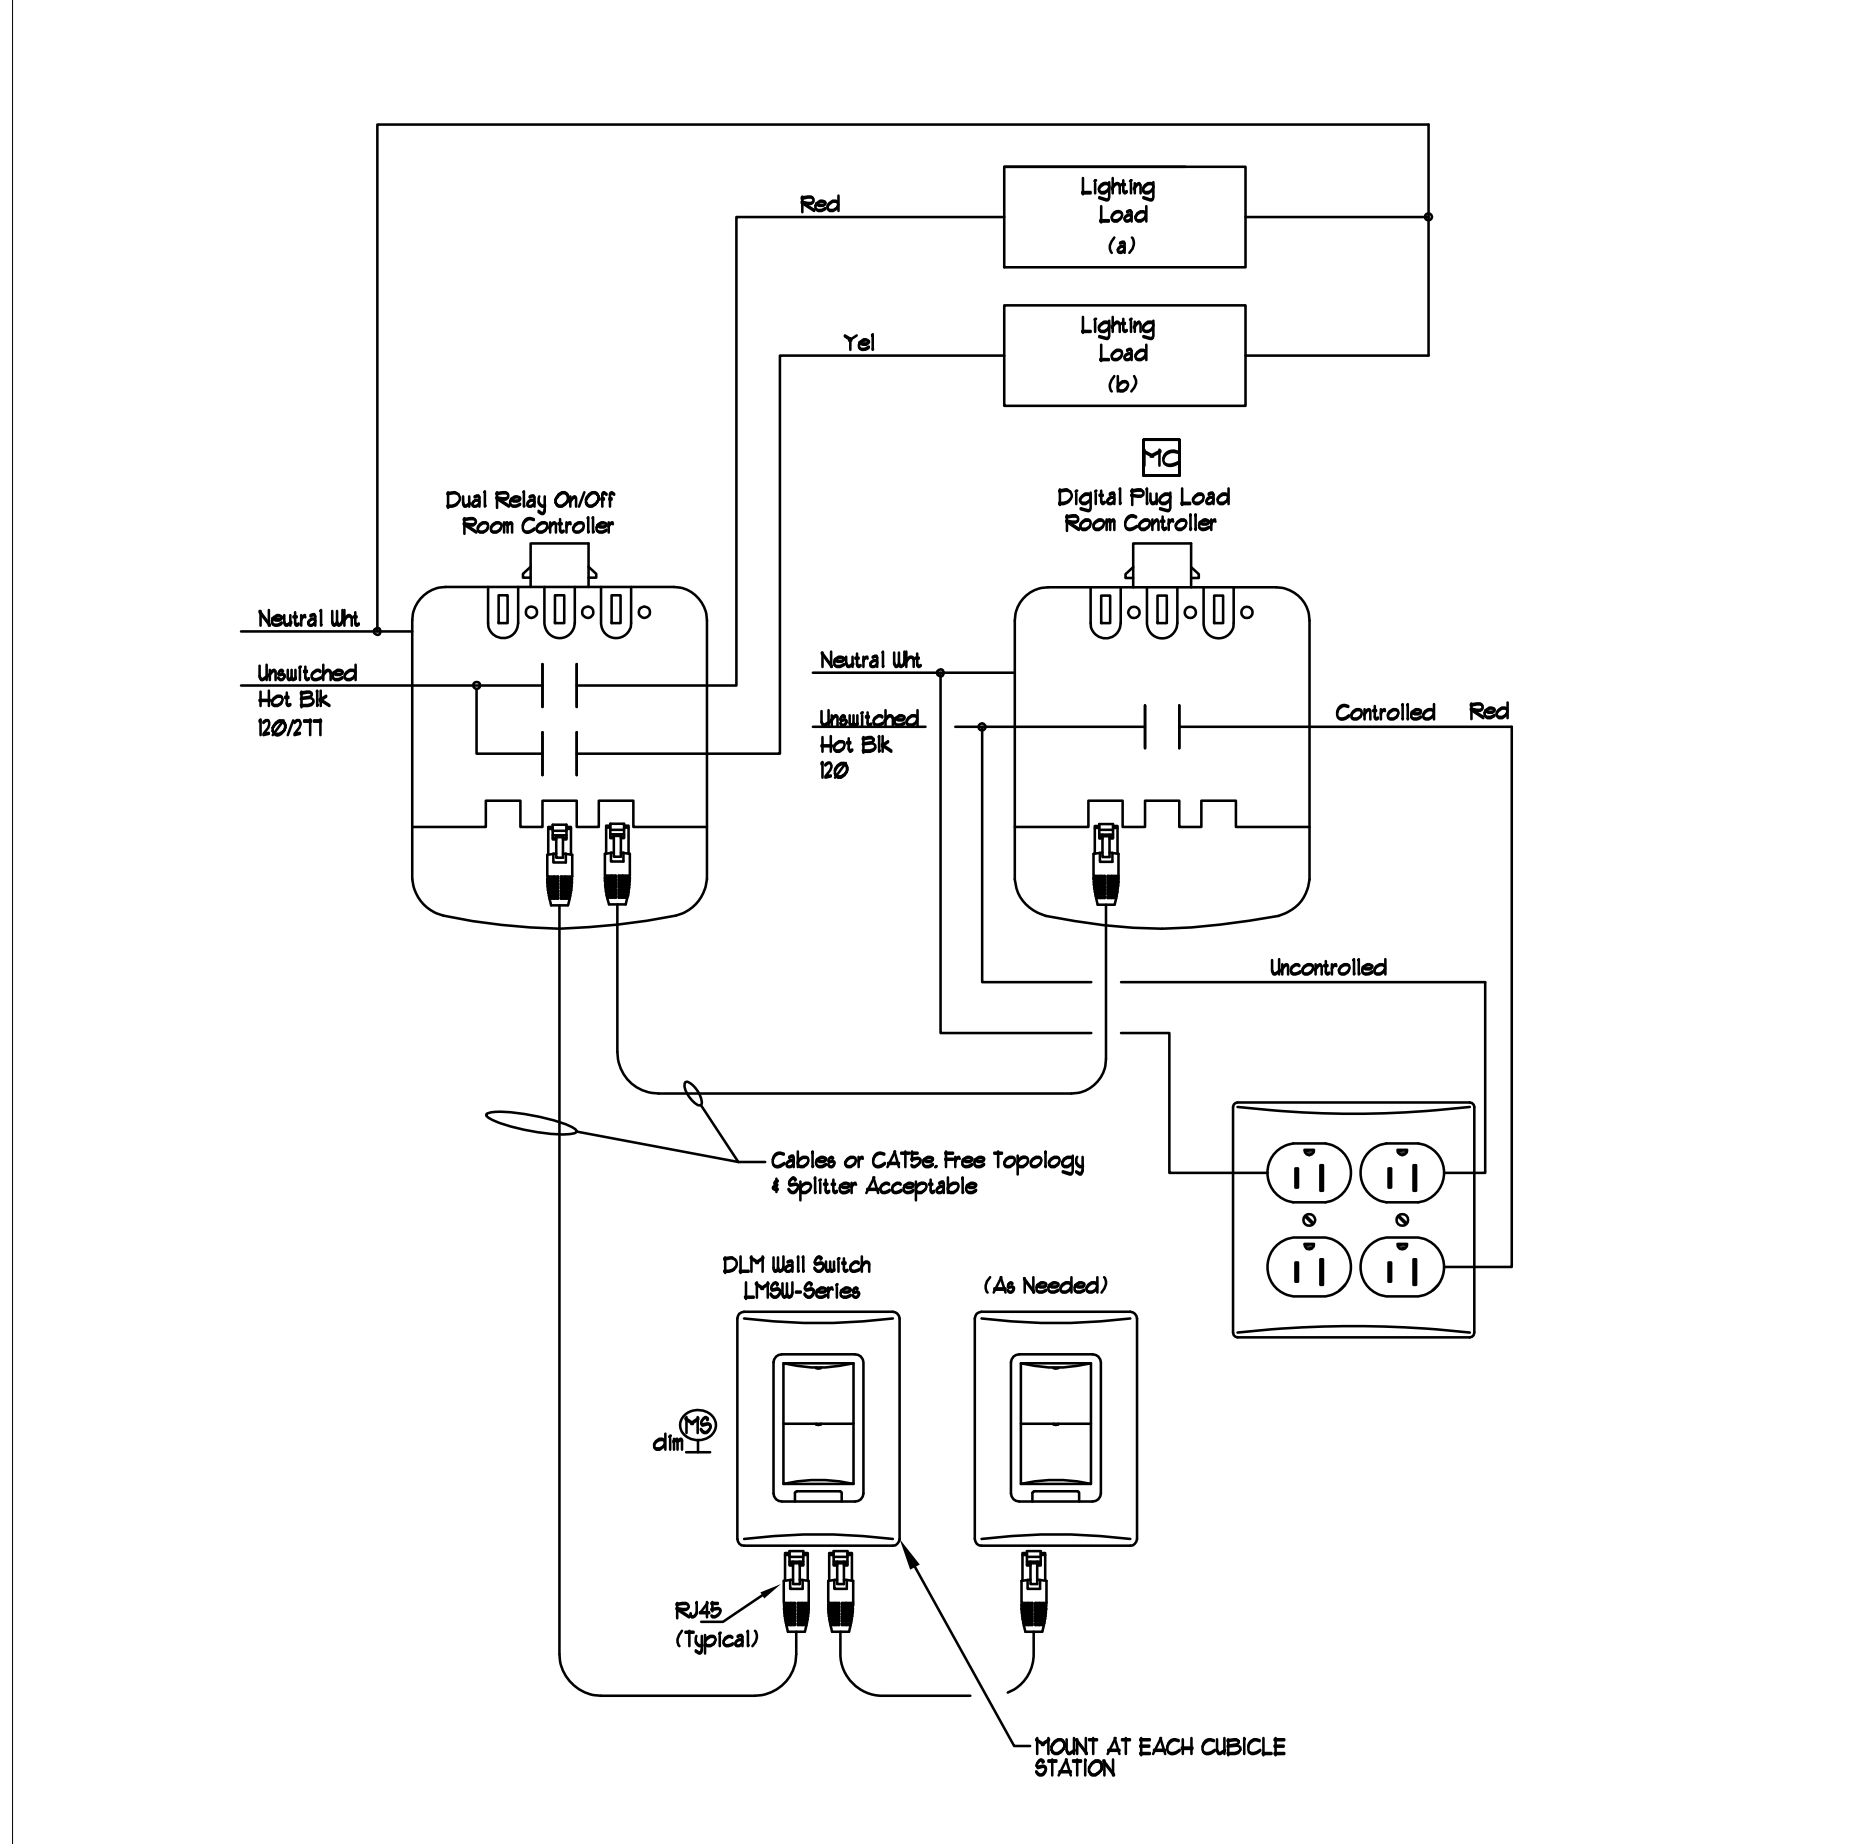 Red
Lighting
Load
(a)
Yel
Lighting
Load
(b)
MC
Dual Relay On/Off
Room Controller
Digital Plug Load
Room Controller
Neutral Wht
Unswitched
Hot Blk
120/277
Neutral Wht
Unswitched
Hot Blk
120
Controlled Red
Uncontrolled
Cables or CAT5e. Free Topology
& Splitter Acceptable
DLM Wall Switch
LMSW-Series
(As Needed)
MS
dim
RJ45
(Typical)
MOUNT AT EACH CUBICLE
STATION